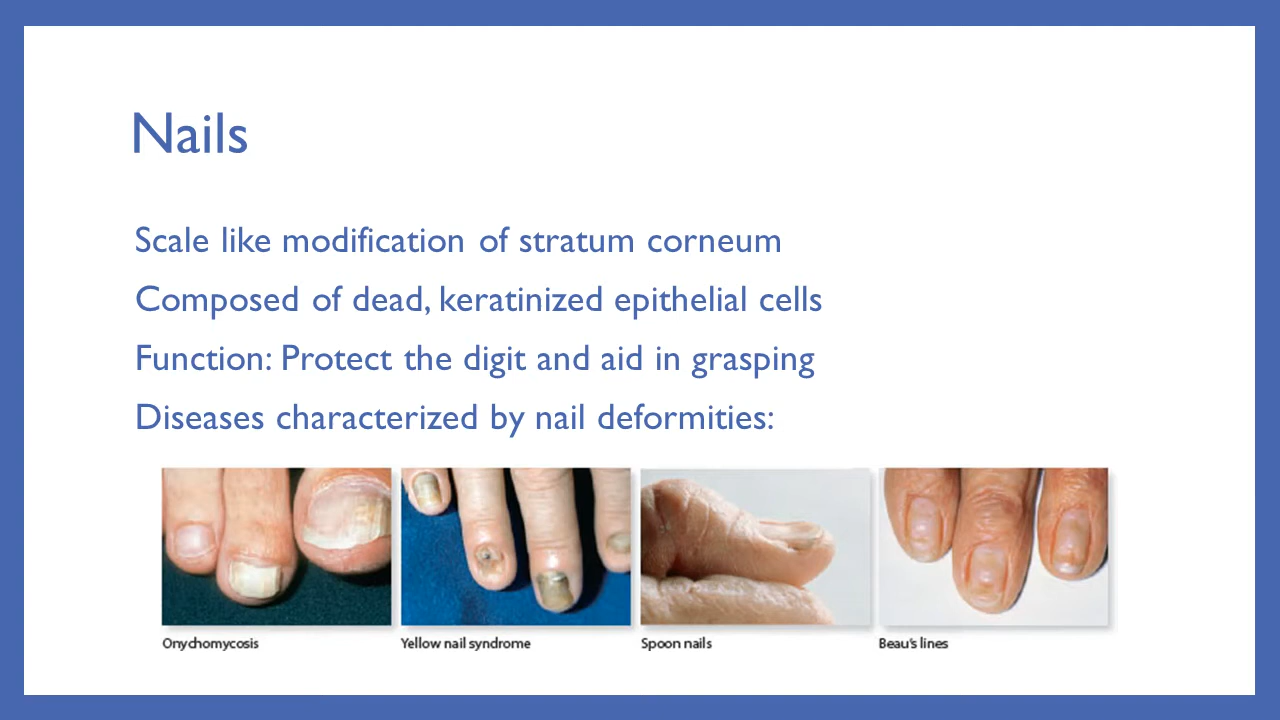 Nails
Scale like modification of stratum corneum
Composed of dead, keratinized epithelial cells
Function: Protect the digit and aid in grasping
Diseases characterized by nail deformities:
Onychomycosis
Yellow nail syndrome
Spoon nails
Beau's lines